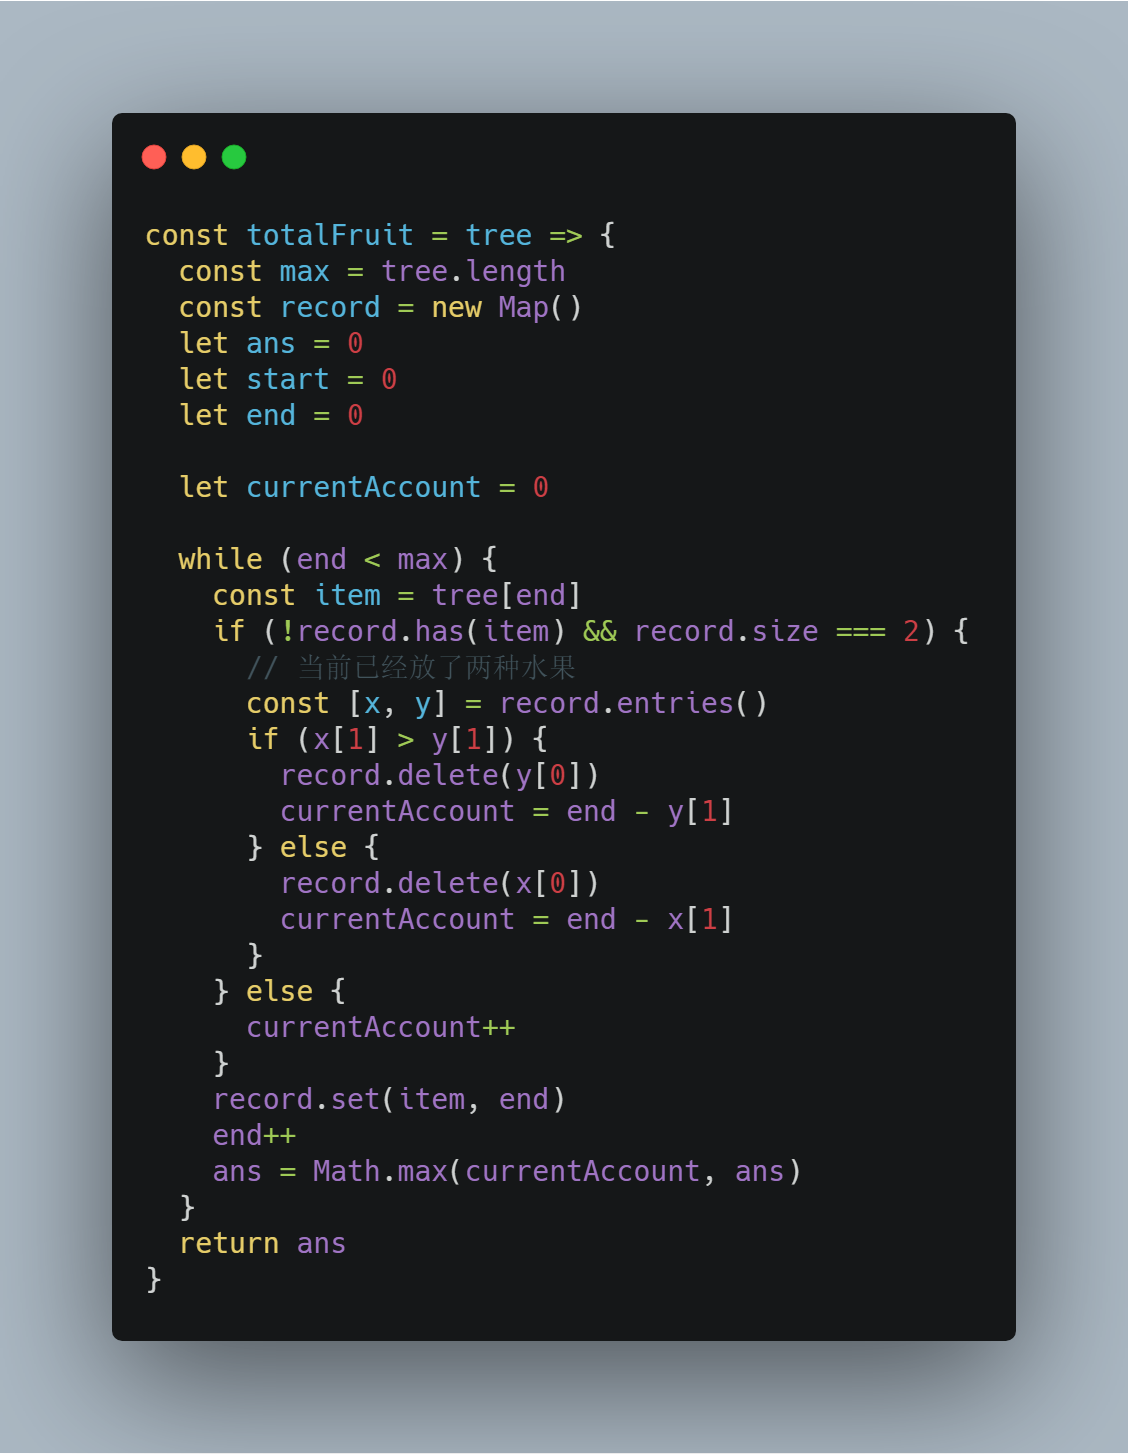 const totalFruit = tree => {
  const max = tree.length
  const record = new Map()
  let ans = 0
  let start = 0
  let end = 0

  let currentAccount = 0

  while (end < max) {
    const item = tree[end]
    if (!record.has(item) && record.size === 2) {
      // 当前已经放了两种水果
      const [x, y] = record.entries()
      if (x[1] > y[1]) {
        record.delete(y[0])
        currentAccount = end - y[1]
      } else {
        record.delete(x[0])
        currentAccount = end - x[1]
      }
    } else {
      currentAccount++
    }
    record.set(item, end)
    end++
    ans = Math.max(currentAccount, ans)
  }
  return ans
}